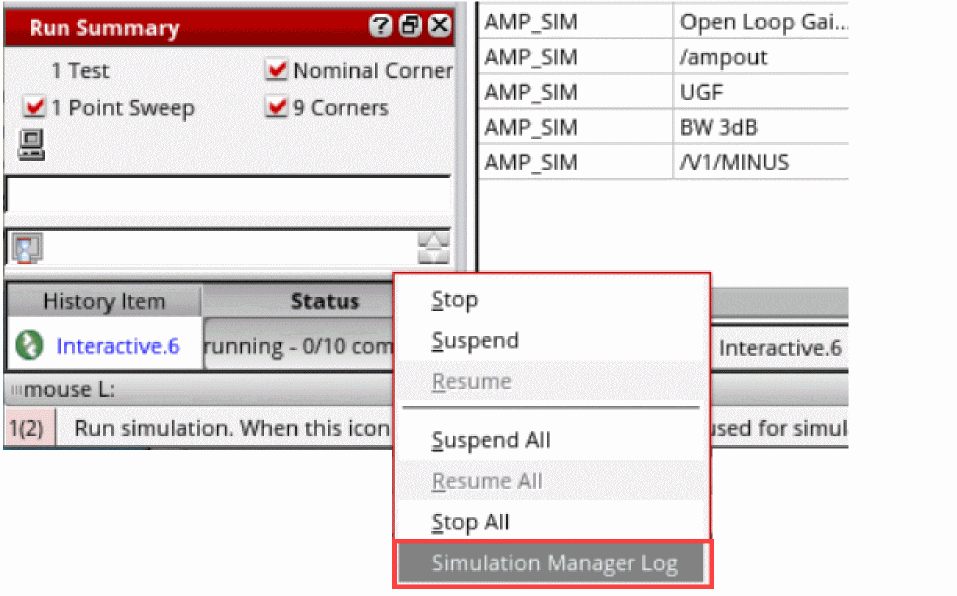 Run Summary
1 Test Nominal Corner
1 Point Sweep 9 Corners
AMP_SIM Open Loop Gai...
AMP_SIM /ampout
AMP_SIM UGF
AMP_SIM BW 3dB
AMP_SIM /V1/MINUS
History Item Status
Interactive.6 running - 0/10 com Interactive.6
mouse L:
1(2) Run simulation. When this icon used for simul
Stop
Suspend
Resume
Suspend All
Resume All
Stop All
Simulation Manager Log